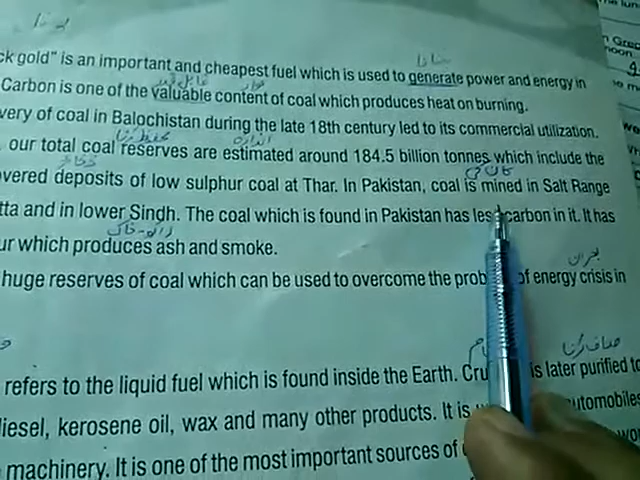 ck gold" is an important and cheapest fuel which is used to generate power and energy in
Carbon is one of the valuable content of coal which produces heat on burning.
very of coal in Balochistan during the late 18th century led to its commercial utilization.
our total coal reserves are estimated around 184.5 billion tonnes which include the
overed deposits of low sulphur coal at Thar. In Pakistan, coal is mined in Salt Range
tta and in lower Sindh. The coal which is found in Pakistan has les carbon in it. It has
ur which produces ash and smoke.
huge reserves of coal which can be used to overcome the prob of energy crisis in
بحران
صاف کرنا
refers to the liquid fuel which is found inside the Earth. Cru is later purified to
diesel, kerosene oil, wax and many other products. It is automobiles
machinery. It is one of the most important sources of